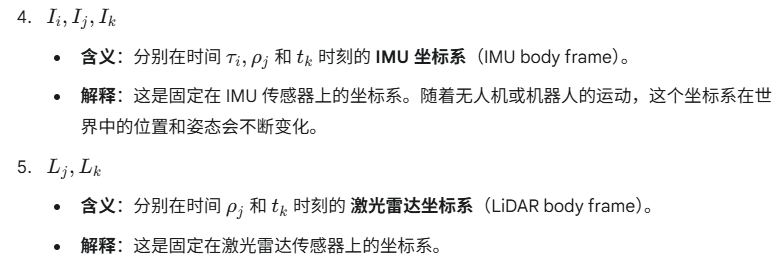 4. I_i, I_j, I_k
• 含义：分别在时间 τ_i, ρ_j 和 t_k 时刻的 IMU 坐标系（IMU body frame）。
• 解释：这是固定在 IMU 传感器上的坐标系。随着无人机或机器人的运动，这个坐标系在世
界中的位置和姿态会不断变化。
5. L_j, L_k
• 含义：分别在时间 ρ_j 和 t_k 时刻的 激光雷达坐标系（LiDAR body frame）。
• 解释：这是固定在激光雷达传感器上的坐标系。